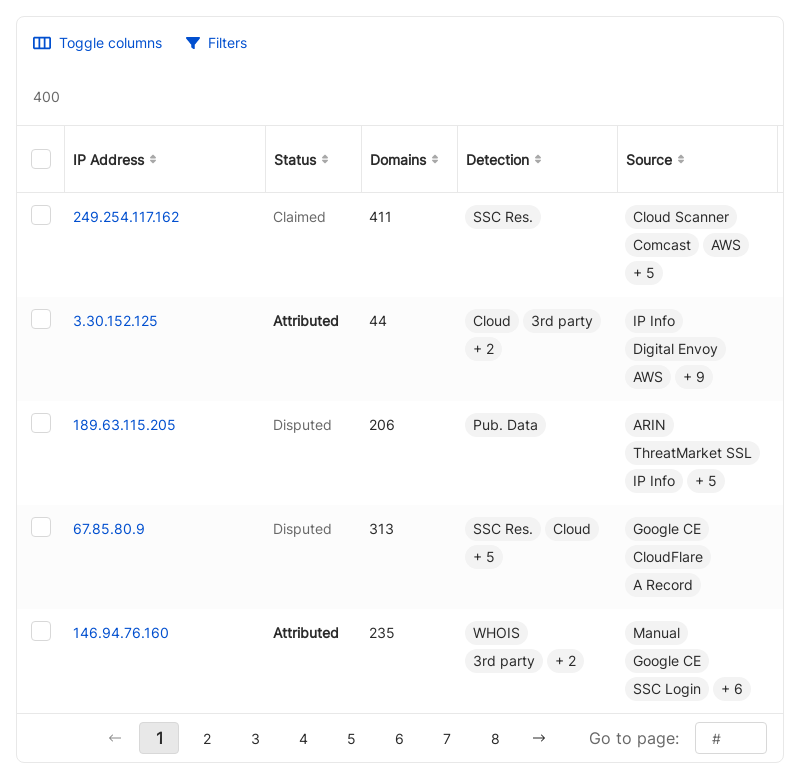 Toggle columns Filters
400
IP Address Status Domains Detection Source
249.254.117.162 Claimed 411 SSC Res. Cloud Scanner
Comcast AWS
+ 5
3.30.152.125 Attributed 44 Cloud 3rd party IP Info
+ 2 Digital Envoy
AWS + 9
189.63.115.205 Disputed 206 Pub. Data ARIN
ThreatMarket SSL
IP Info + 5
67.85.80.9 Disputed 313 SSC Res. Cloud Google CE
+ 5 CloudFlare
A Record
146.94.76.160 Attributed 235 WHOIS Manual
3rd party + 2 Google CE
SSC Login + 6
← 1 2 3 4 5 6 7 8 → Go to page: #